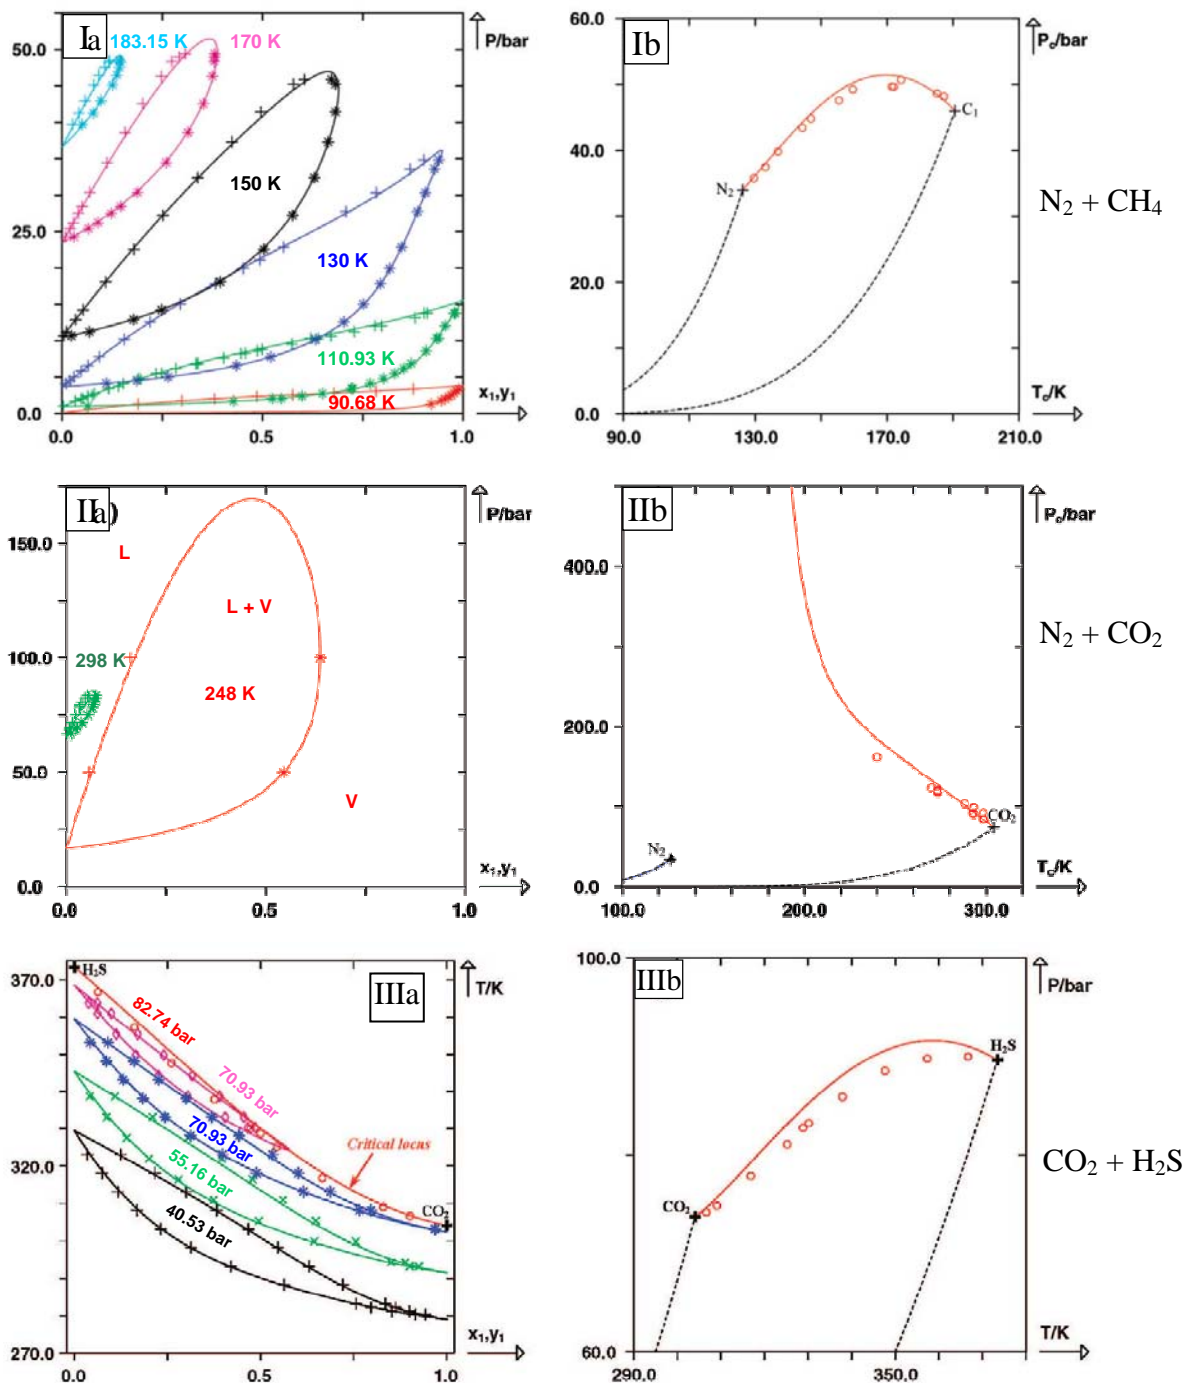 Ia
183.15 K
170 K
P/bar
50.0
150 K
25.0
130 K
110.93 K
90.68 K
x₁,y₁
0.0
0.0
0.5
1.0
Ib
60.0
P꜀/bar
C₁
40.0
N₂
20.0
T꜀/K
0.0
90.0
130.0
170.0
210.0
N₂ + CH₄
IIa)
P/bar
150.0
L
L + V
100.0
298 K
248 K
50.0
V
x₁,y₁
0.0
0.0
0.5
1.0
IIb
P꜀/bar
400.0
200.0
CO₂
N₂
T꜀/K
0.0
100.0
200.0
300.0
N₂ + CO₂
H₂S
IIIa
T/K
370.0
82.74 bar
70.93 bar
70.93 bar
320.0
55.16 bar
Critical locus
CO₂
40.53 bar
x₁,y₁
270.0
0.0
0.5
1.0
100.0
IIIb
P/bar
H₂S
CO₂
T/K
60.0
290.0
350.0
CO₂ + H₂S